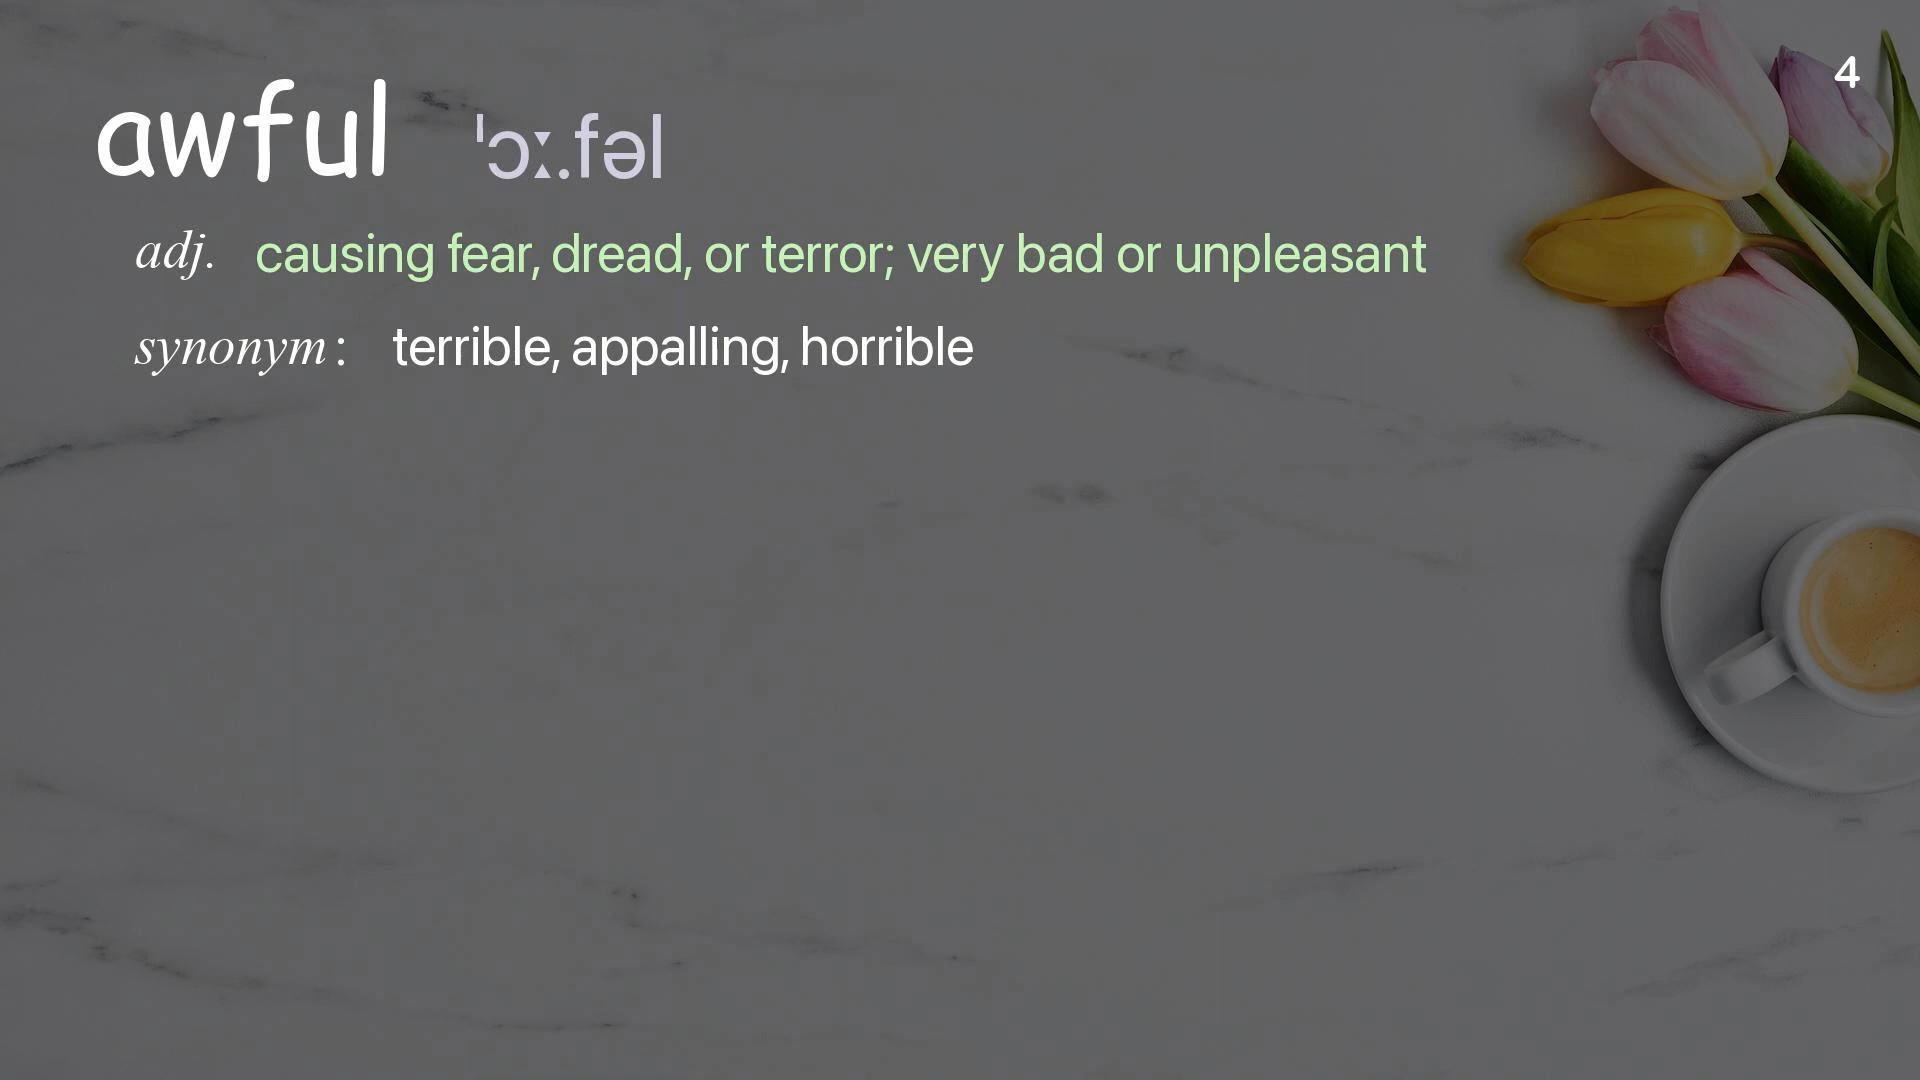 4
awful ˈɔː.fəl
adj. causing fear, dread, or terror; very bad or unpleasant
synonym: terrible, appalling, horrible